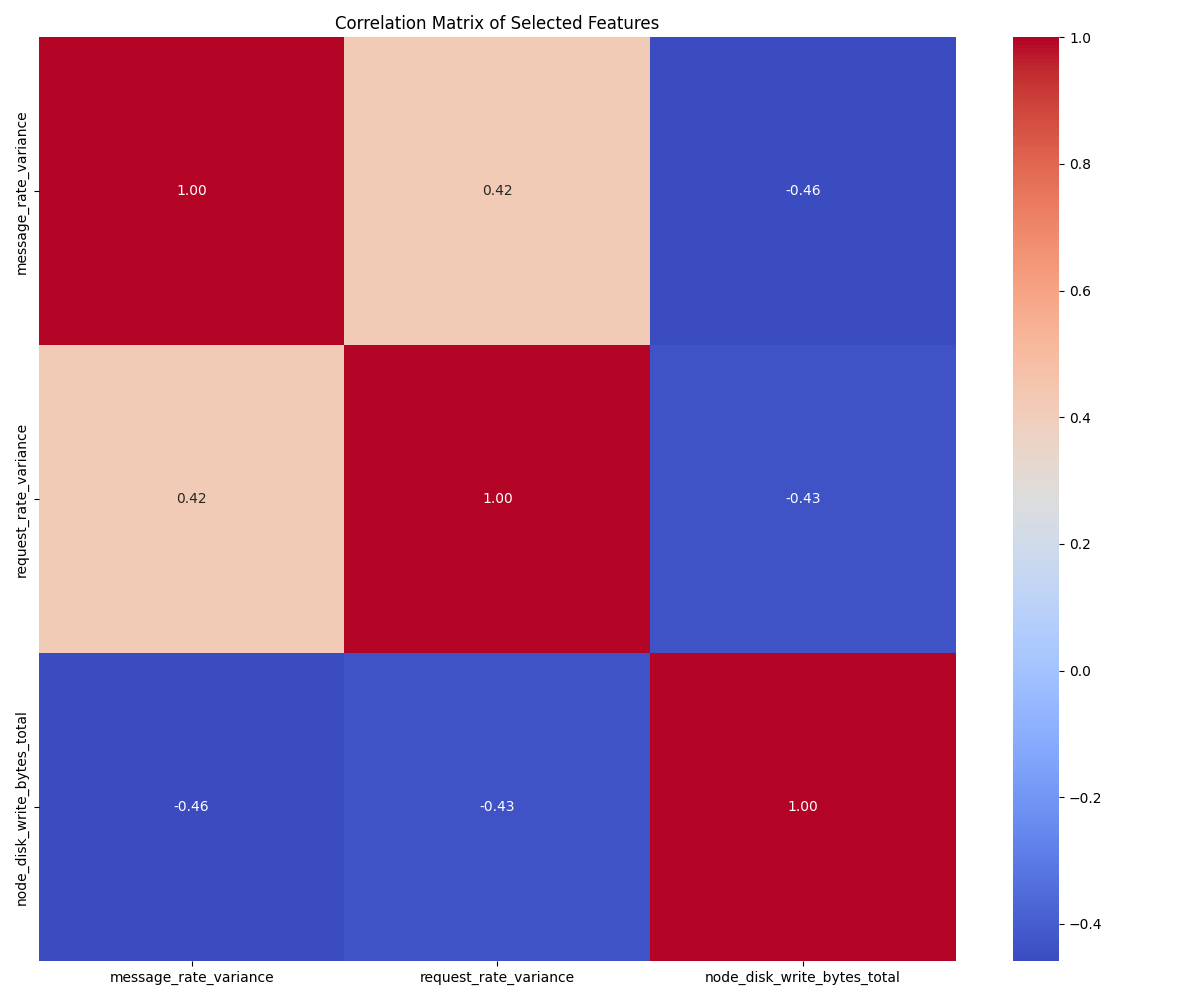 Correlation Matrix of Selected Features
message_rate_variance
request_rate_variance
node_disk_write_bytes_total
1.00
0.42
-0.46
0.42
1.00
-0.43
-0.46
-0.43
1.00
message_rate_variance
request_rate_variance
node_disk_write_bytes_total
1.0
0.8
0.6
0.4
0.2
0.0
−0.2
−0.4